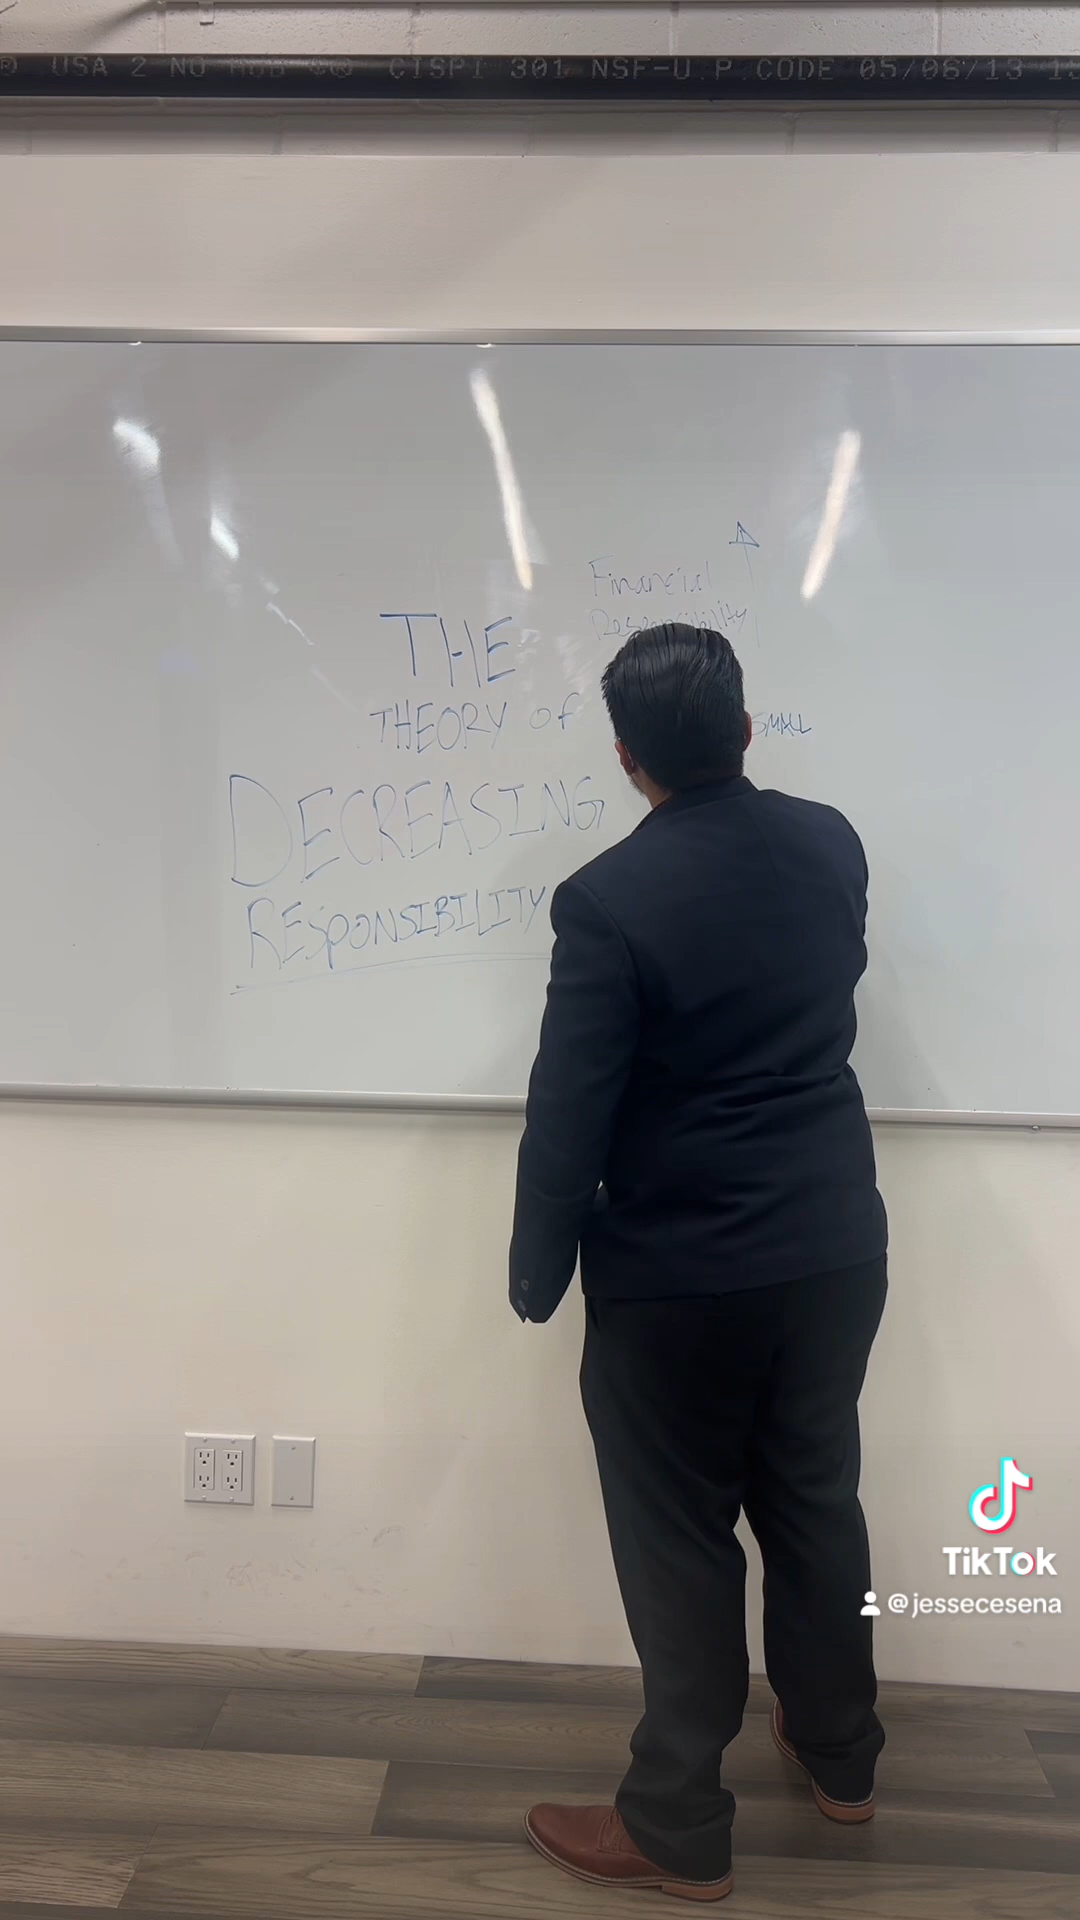 USA 2 NO HUB CISPI 301 NSF-U.P.CODE 05/06/13
Financial
Responsibility
THE
THEORY OF
SMALL
DECREASING
RESPONSIBILITY
TikTok
@jessecesena